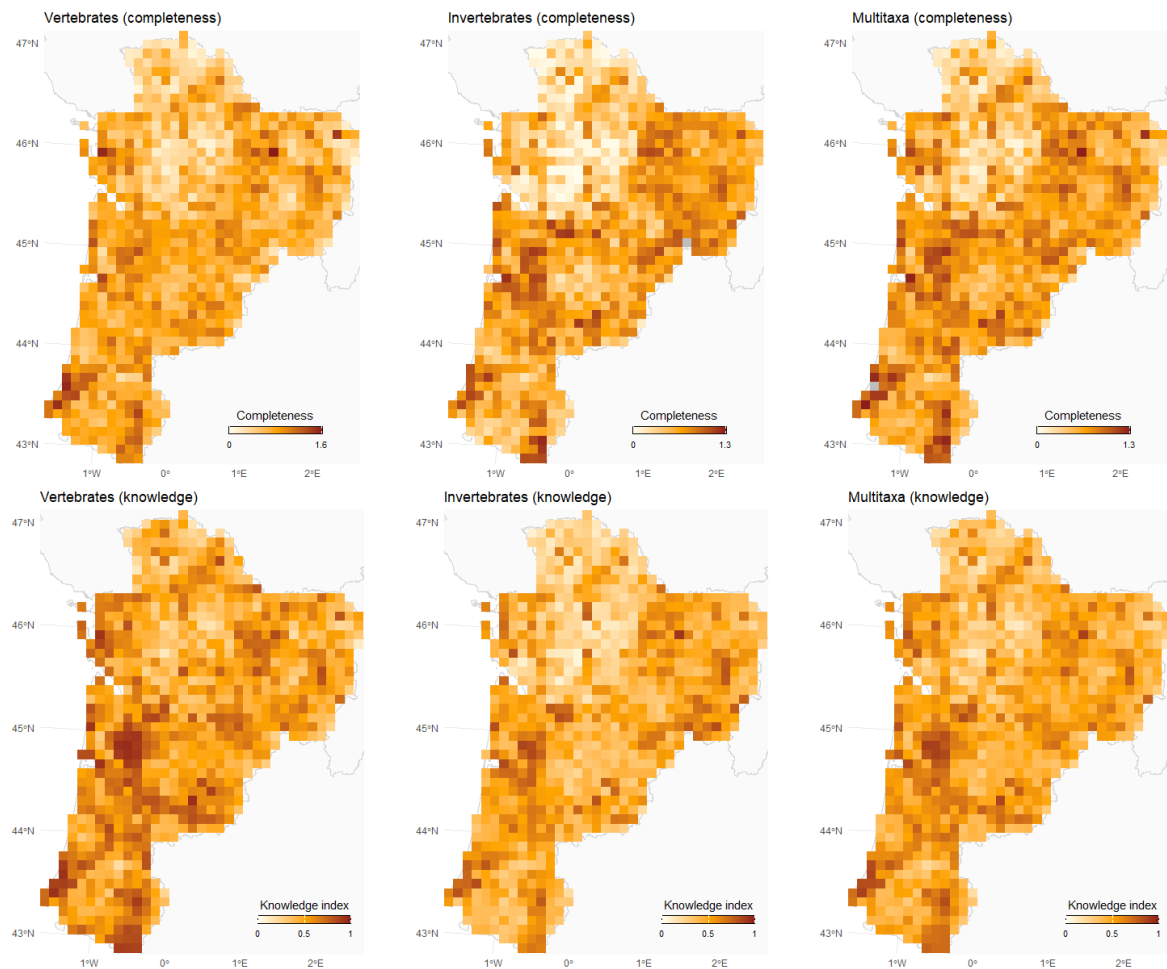 Vertebrates (completeness)
Invertebrates (completeness)
Multitaxa (completeness)
47°N
46°N
45°N
44°N
43°N
47°N
46°N
45°N
44°N
43°N
47°N
46°N
45°N
44°N
43°N
Completeness
0 1.6
Completeness
0 1.3
Completeness
0 1.3
1°W 0° 1°E 2°E
1°W 0° 1°E 2°E
1°W 0° 1°E 2°E
Vertebrates (knowledge)
Invertebrates (knowledge)
Multitaxa (knowledge)
47°N
46°N
45°N
44°N
43°N
47°N
46°N
45°N
44°N
43°N
47°N
46°N
45°N
44°N
43°N
Knowledge index
0 0.5 1
Knowledge index
0 0.5 1
Knowledge index
0 0.5 1
1°W 0° 1°E 2°E
1°W 0° 1°E 2°E
1°W 0° 1°E 2°E